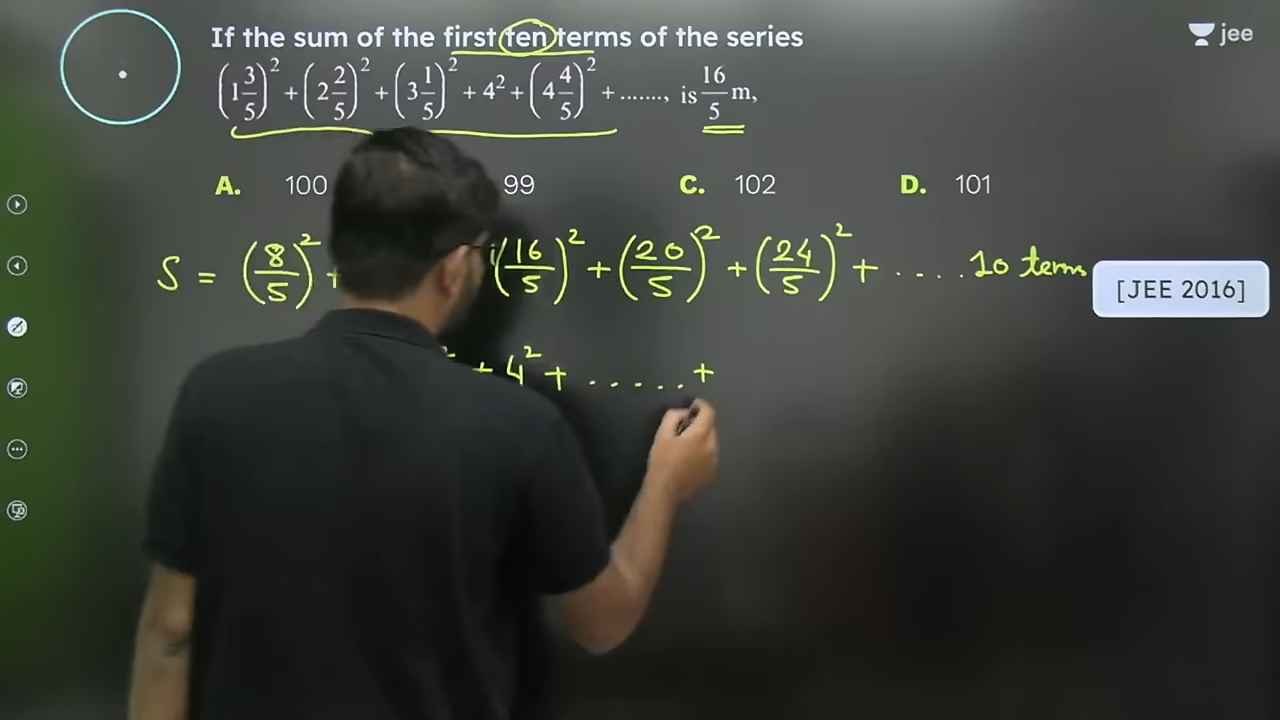 If the sum of the first ten terms of the series
jee
(1 3/5)² + (2 2/5)² + (3 1/5)² + 4² + (4 4/5)² + ......., is 16/5 m,
A. 100 99 C. 102 D. 101
S = (8/5)² + (16/5)² + (20/5)² + (24/5)² + .... 10 terms
[JEE 2016]
² + 4² + ...... +